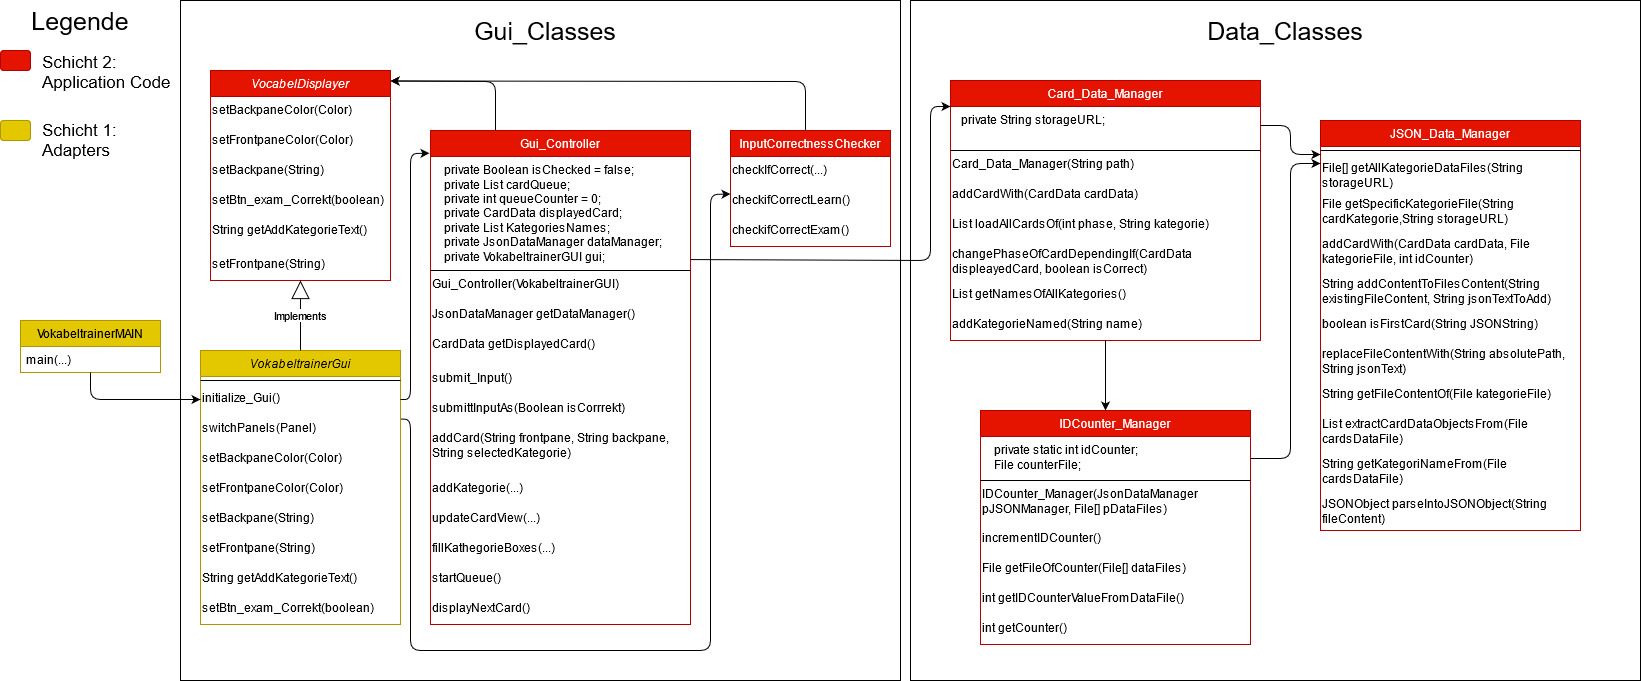 Legende
Schicht 2:
Application Code
Schicht 1:
Adapters
VokabeltrainerMAIN
main(...)
Gui_Classes
VocabelDisplayer
setBackpaneColor(Color)
setFrontpaneColor(Color)
setBackpane(String)
setBtn_exam_Correkt(boolean)
String getAddKategorieText()
setFrontpane(String)
Implements
VokabeltrainerGui
initialize_Gui()
switchPanels(Panel)
setBackpaneColor(Color)
setFrontpaneColor(Color)
setBackpane(String)
setFrontpane(String)
String getAddKategorieText()
setBtn_exam_Correkt(boolean)
Gui_Controller
private Boolean isChecked = false;
private List cardQueue;
private int queueCounter = 0;
private CardData displayedCard;
private List KategoriesNames;
private JsonDataManager dataManager;
private VokabeltrainerGUI gui;
Gui_Controller(VokabeltrainerGUI)
JsonDataManager getDataManager()
CardData getDisplayedCard()
submit_Input()
submittInputAs(Boolean isCorrrekt)
addCard(String frontpane, String backpane,
String selectedKategorie)
addKategorie(...)
updateCardView(...)
fillKathegorieBoxes(...)
startQueue()
displayNextCard()
InputCorrectnessChecker
checkIfCorrect(...)
checkifCorrectLearn()
checkifCorrectExam()
Data_Classes
Card_Data_Manager
private String storageURL;
Card_Data_Manager(String path)
addCardWith(CardData cardData)
List loadAllCardsOf(int phase, String kategorie)
changePhaseOfCardDependingIf(CardData
displeayedCard, boolean isCorrect)
List getNamesOfAllKategories()
addKategorieNamed(String name)
IDCounter_Manager
private static int idCounter;
File counterFile;
IDCounter_Manager(JsonDataManager
pJSONManager, File[] pDataFiles)
incrementIDCounter()
File getFileOfCounter(File[] dataFiles)
int getIDCounterValueFromDataFile()
int getCounter()
JSON_Data_Manager
File[] getAllKategorieDataFiles(String
storageURL)
File getSpecificKategorieFile(String
cardKategorie,String storageURL)
addCardWith(CardData cardData, File
kategorieFile, int idCounter)
String addContentToFilesContent(String
existingFileContent, String jsonTextToAdd)
boolean isFirstCard(String JSONString)
replaceFileContentWith(String absolutePath,
String jsonText)
String getFileContentOf(File kategorieFile)
List extractCardDataObjectsFrom(File
cardsDataFile)
String getKategoriNameFrom(File
cardsDataFile)
JSONObject parseIntoJSONObject(String
fileContent)